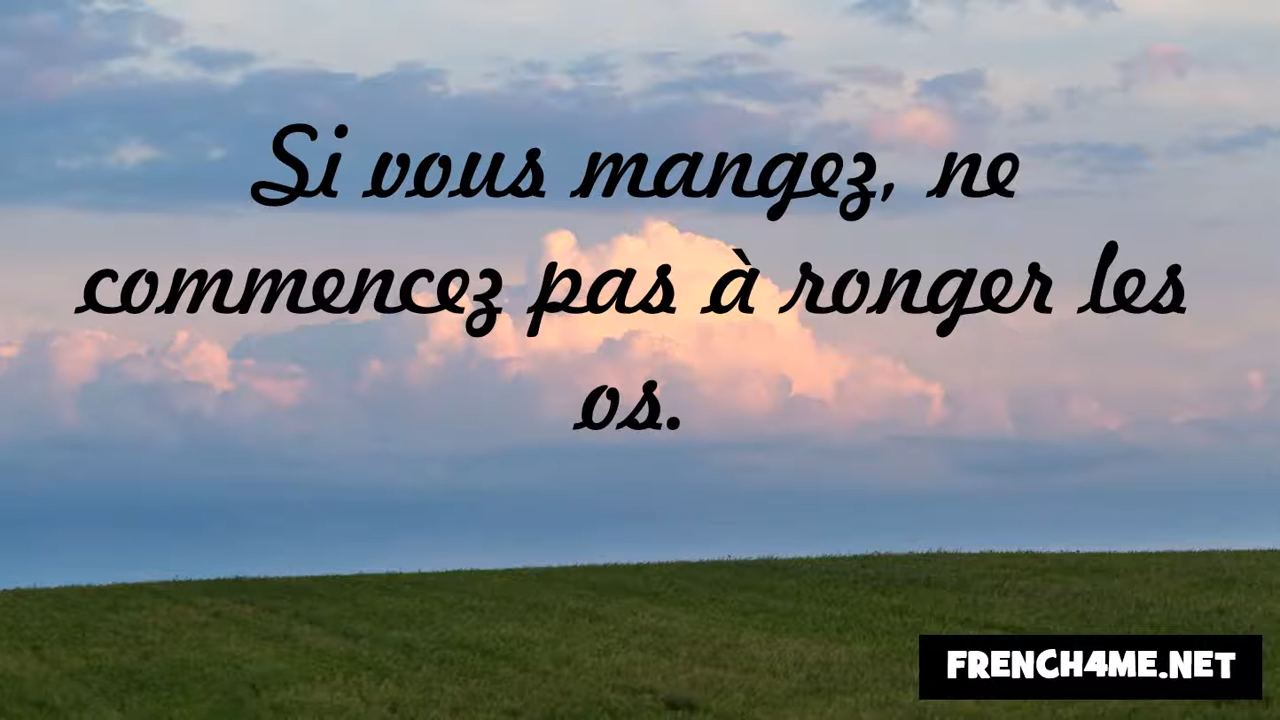 Si vous mangez, ne
commencez pas à ronger les
os.
FRENCH4ME.NET